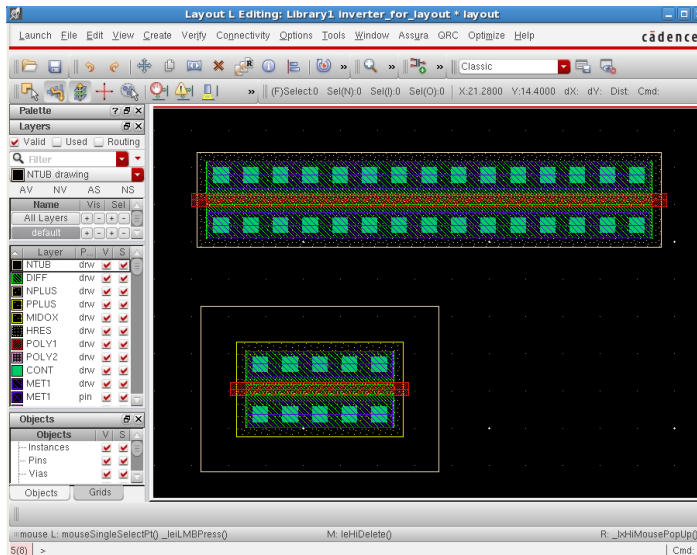 Layout L Editing: Library1 inverter_for_layout * layout
Launch File Edit View Create Verify Connectivity Options Tools Window Assura QRC Optimize Help cādence
» » » Classic
» (F)Select:0 Sel(N):0 Sel(I):0 Sel(O):0 X:21.2800 Y:14.4000 dX: dY: Dist: Cmd:
Palette
Layers
Valid Used Routing
Filter
NTUB drawing
AV NV AS NS
Name Vis Sel
All Layers + - + -
default + - + -
Layer P... V S
NTUB drw
DIFF drw
NPLUS drw
PPLUS drw
MIDOX drw
HRES drw
POLY1 drw
POLY2 drw
CONT drw
MET1 drw
MET1 pin
Objects
Objects V S
Instances
Pins
Vias
Objects Grids
mouse L: mouseSingleSelectPt() _leiLMBPress() M: leHiDelete() R: _lxHiMousePopUp()
5(8) > Cmd: